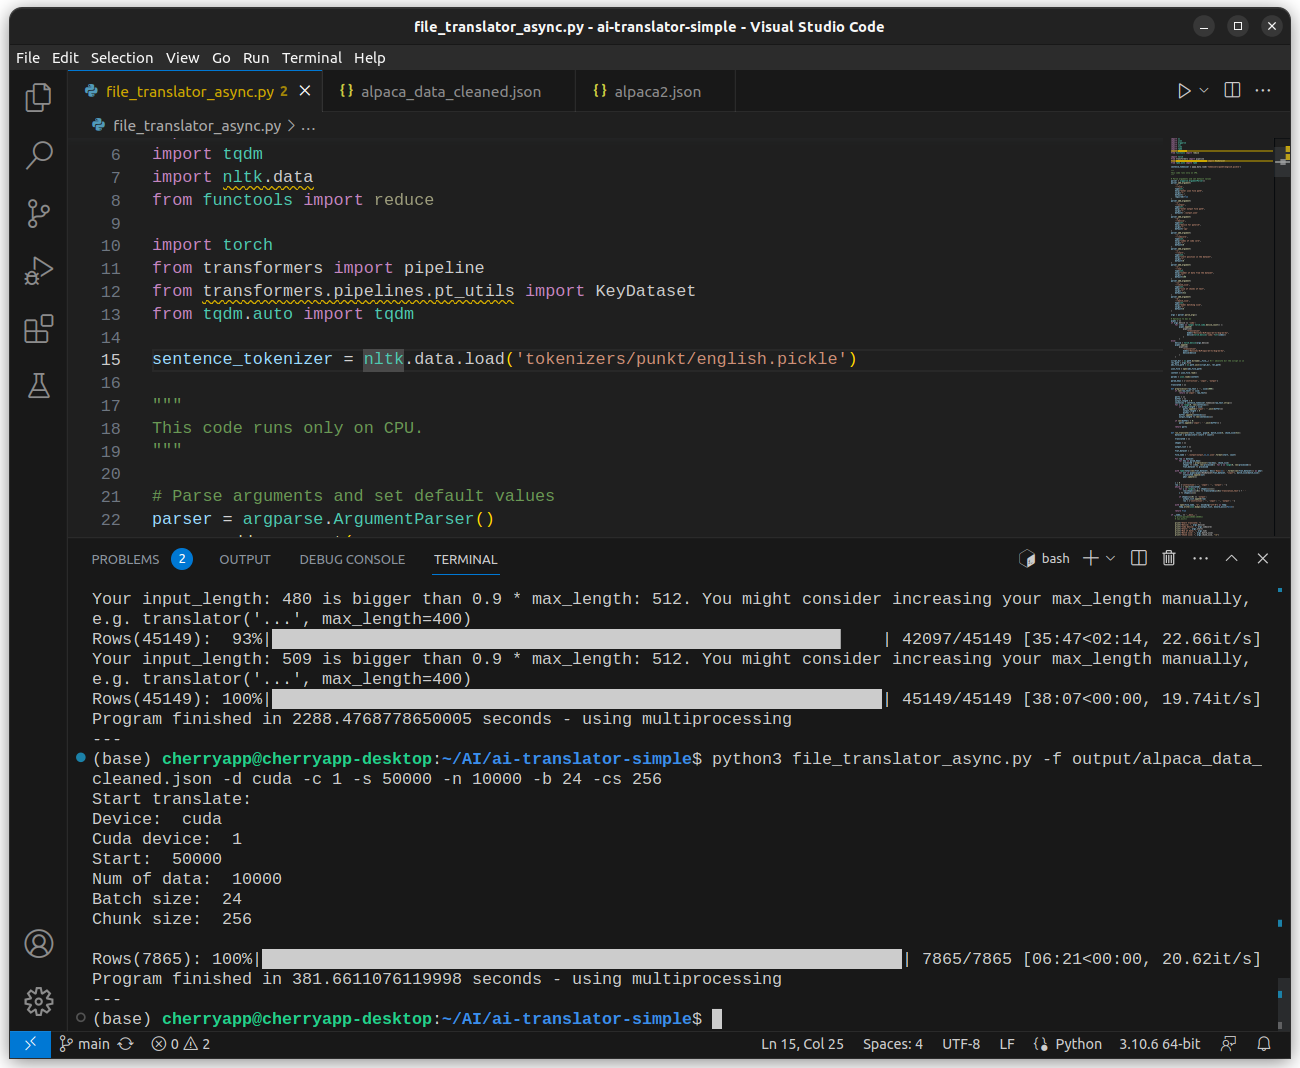 file_translator_async.py - ai-translator-simple - Visual Studio Code
File Edit Selection View Go Run Terminal Help
file_translator_async.py 2
alpaca_data_cleaned.json
alpaca2.json
file_translator_async.py > ...
6 import tqdm
7 import nltk.data
8 from functools import reduce
9
10 import torch
11 from transformers import pipeline
12 from transformers.pipelines.pt_utils import KeyDataset
13 from tqdm.auto import tqdm
14
15 sentence_tokenizer = nltk.data.load('tokenizers/punkt/english.pickle')
16
17 """
18 This code runs only on CPU.
19 """
20
21 # Parse arguments and set default values
22 parser = argparse.ArgumentParser()
PROBLEMS 2 OUTPUT DEBUG CONSOLE TERMINAL bash
Your input_length: 480 is bigger than 0.9 * max_length: 512. You might consider increasing your max_length manually,
e.g. translator('...', max_length=400)
Rows(45149):  93%| | 42097/45149 [35:47<02:14, 22.66it/s]
Your input_length: 509 is bigger than 0.9 * max_length: 512. You might consider increasing your max_length manually,
e.g. translator('...', max_length=400)
Rows(45149): 100%| | 45149/45149 [38:07<00:00, 19.74it/s]
Program finished in 2288.4768778650005 seconds - using multiprocessing
---
(base) cherryapp@cherryapp-desktop:~/AI/ai-translator-simple$ python3 file_translator_async.py -f output/alpaca_data_
cleaned.json -d cuda -c 1 -s 50000 -n 10000 -b 24 -cs 256
Start translate:
Device:  cuda
Cuda device:  1
Start:  50000
Num of data:  10000
Batch size:  24
Chunk size:  256
Rows(7865): 100%| | 7865/7865 [06:21<00:00, 20.62it/s]
Program finished in 381.6611076119998 seconds - using multiprocessing
---
(base) cherryapp@cherryapp-desktop:~/AI/ai-translator-simple$
main 0 2 Ln 15, Col 25 Spaces: 4 UTF-8 LF Python 3.10.6 64-bit